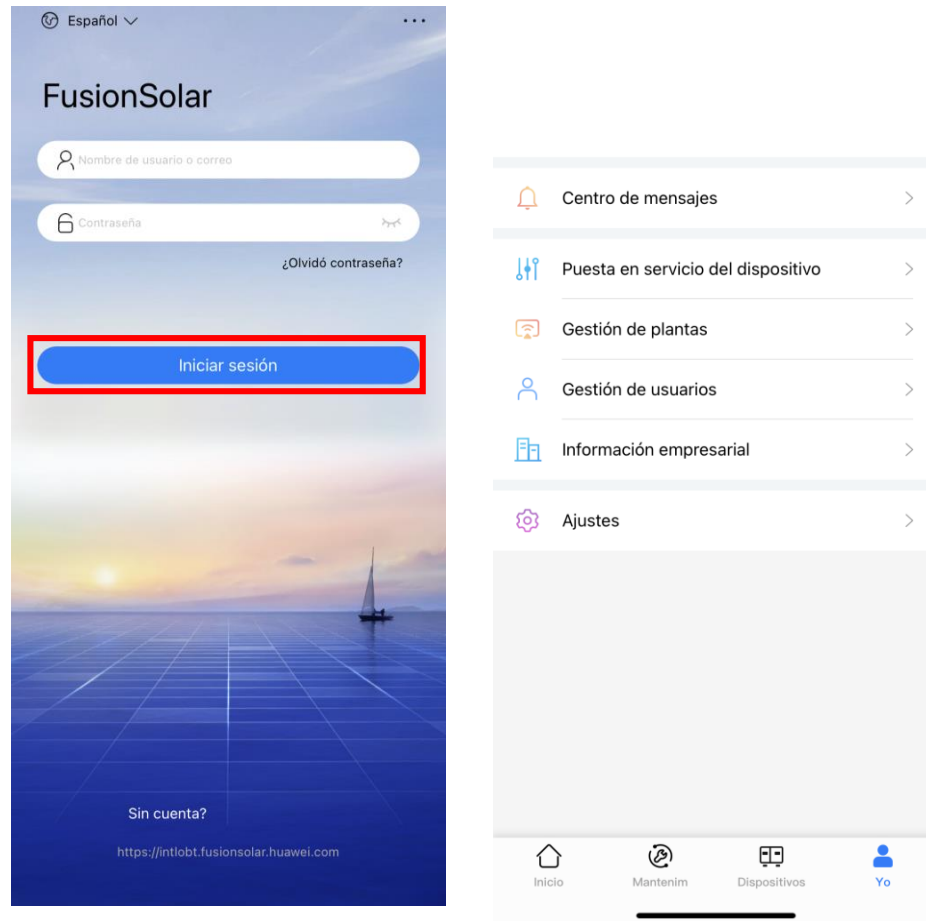 Español
FusionSolar
Nombre de usuario o correo
Contraseña
¿Olvidó contraseña?
Iniciar sesión
Sin cuenta?
https://intlobt.fusionsolar.huawei.com
Centro de mensajes
Puesta en servicio del dispositivo
Gestión de plantas
Gestión de usuarios
Información empresarial
Ajustes
Inicio
Mantenim
Dispositivos
Yo